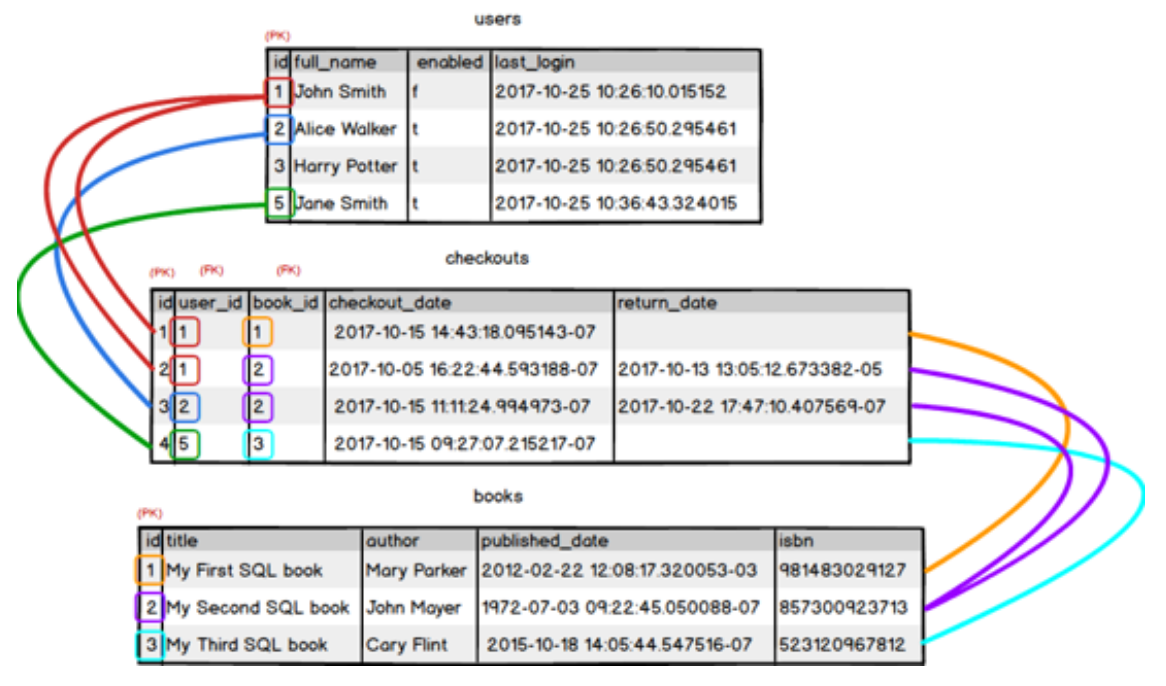 users
(PK)
id full_name enabled last_login
1 John Smith f 2017-10-25 10:26:10.015152
2 Alice Walker t 2017-10-25 10:26:50.295461
3 Harry Potter t 2017-10-25 10:26:50.295461
5 Jane Smith t 2017-10-25 10:36:43.324015
checkouts
(PK) (FK) (FK)
id user_id book_id checkout_date return_date
1 1 1 2017-10-15 14:43:18.095143-07
2 1 2 2017-10-05 16:22:44.593188-07 2017-10-13 13:05:12.673382-05
3 2 2 2017-10-15 11:11:24.994973-07 2017-10-22 17:47:10.407569-07
4 5 3 2017-10-15 09:27:07.215217-07
books
(PK)
id title author published_date isbn
1 My First SQL book Mary Parker 2012-02-22 12:08:17.320053-03 981483029127
2 My Second SQL book John Mayer 1972-07-03 09:22:45.050088-07 857300923713
3 My Third SQL book Cary Flint 2015-10-18 14:05:44.547516-07 523120967812